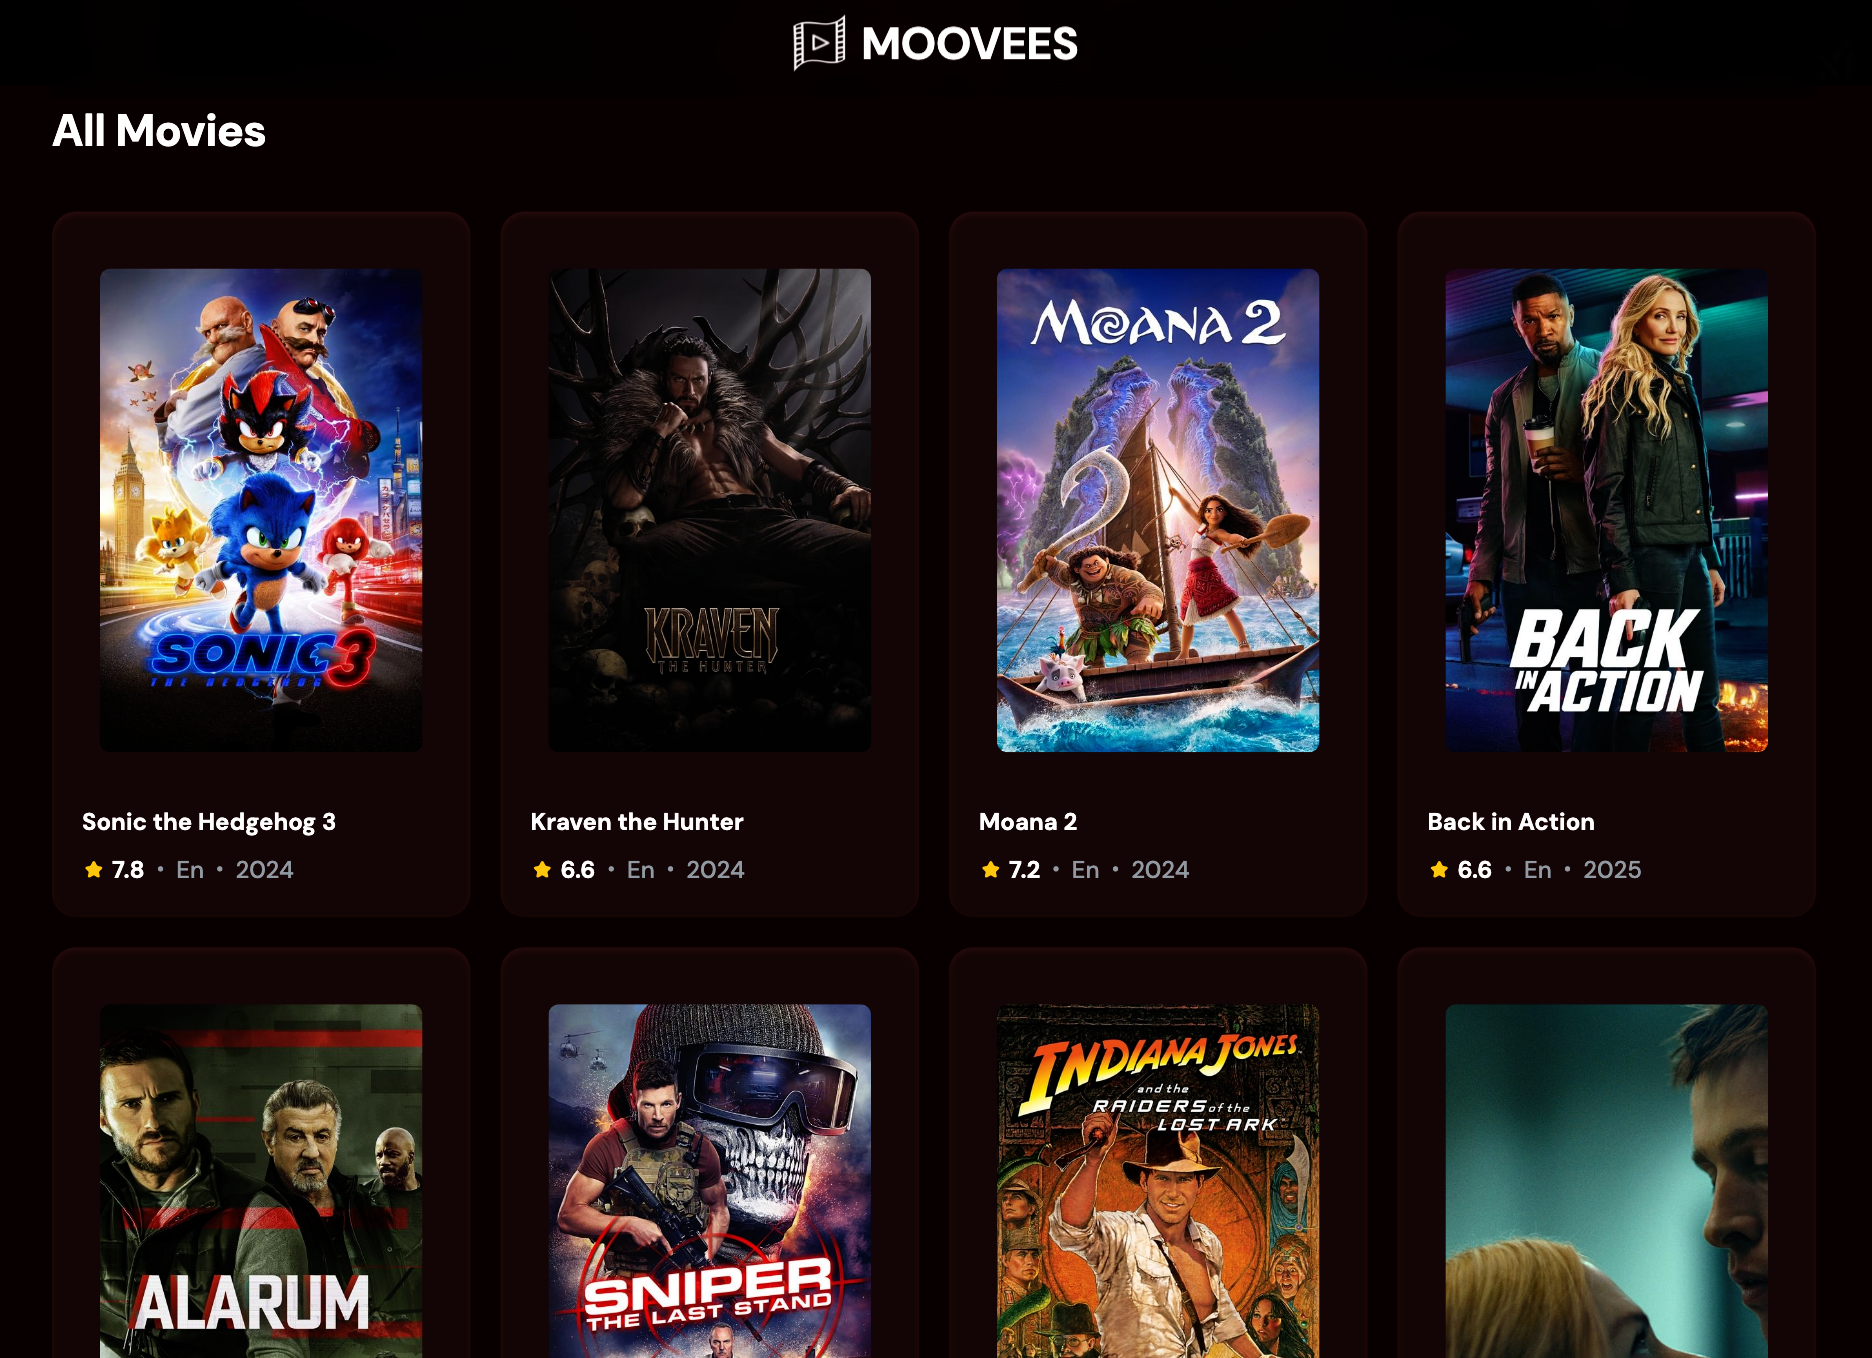 MOOVEES
All Movies
SONIC 3
THE HEDGEHOG
KRAVEN
THE HUNTER
MOANA 2
BACK
IN ACTION
Sonic the Hedgehog 3
7.8 • En • 2024
Kraven the Hunter
6.6 • En • 2024
Moana 2
7.2 • En • 2024
Back in Action
6.6 • En • 2025
ALARUM
SNIPER
THE LAST STAND
INDIANA JONES
and the
RAIDERS of the
LOST ARK